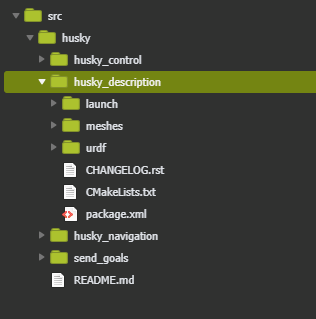 src
husky
husky_control
husky_description
launch
meshes
urdf
CHANGELOG.rst
CMakeLists.txt
package.xml
husky_navigation
send_goals
README.md